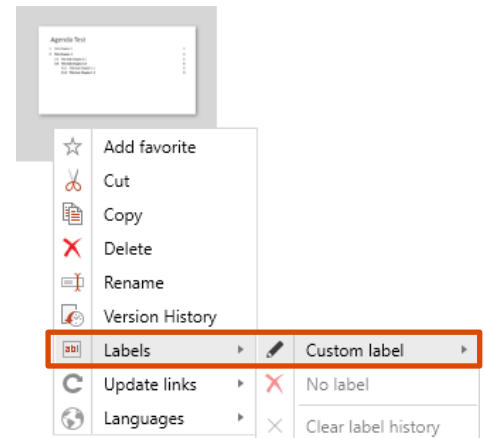 Agenda Test
Add favorite
Cut
Copy
Delete
Rename
Version History
abl
Labels
Custom label
Update links
No label
Languages
Clear label history